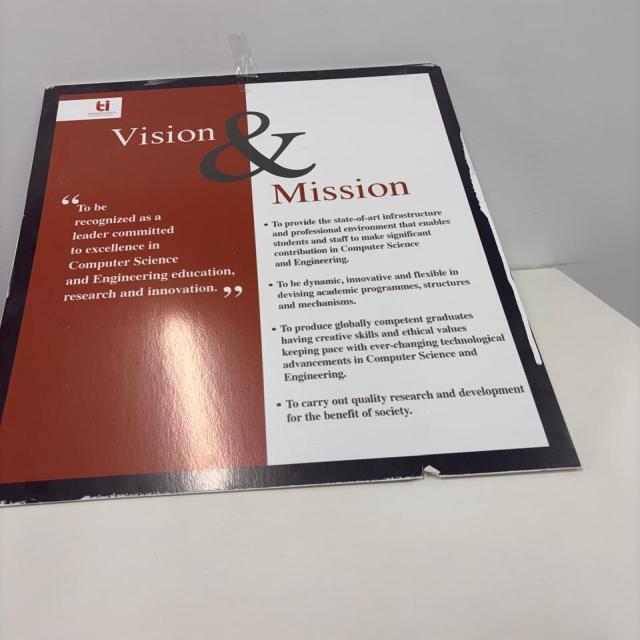 ti
Vision
&
Mission
“To be
recognized as a
leader committed
to excellence in
Computer Science
and Engineering education,
research and innovation. ”
• To provide the state-of-art infrastructure
and professional environment that enables
students and staff to make significant
contribution in Computer Science
and Engineering.
• To be dynamic, innovative and flexible in
devising academic programmes, structures
and mechanisms.
• To produce globally competent graduates
having creative skills and ethical values
keeping pace with ever-changing technological
advancements in Computer Science and
Engineering.
• To carry out quality research and development
for the benefit of society.